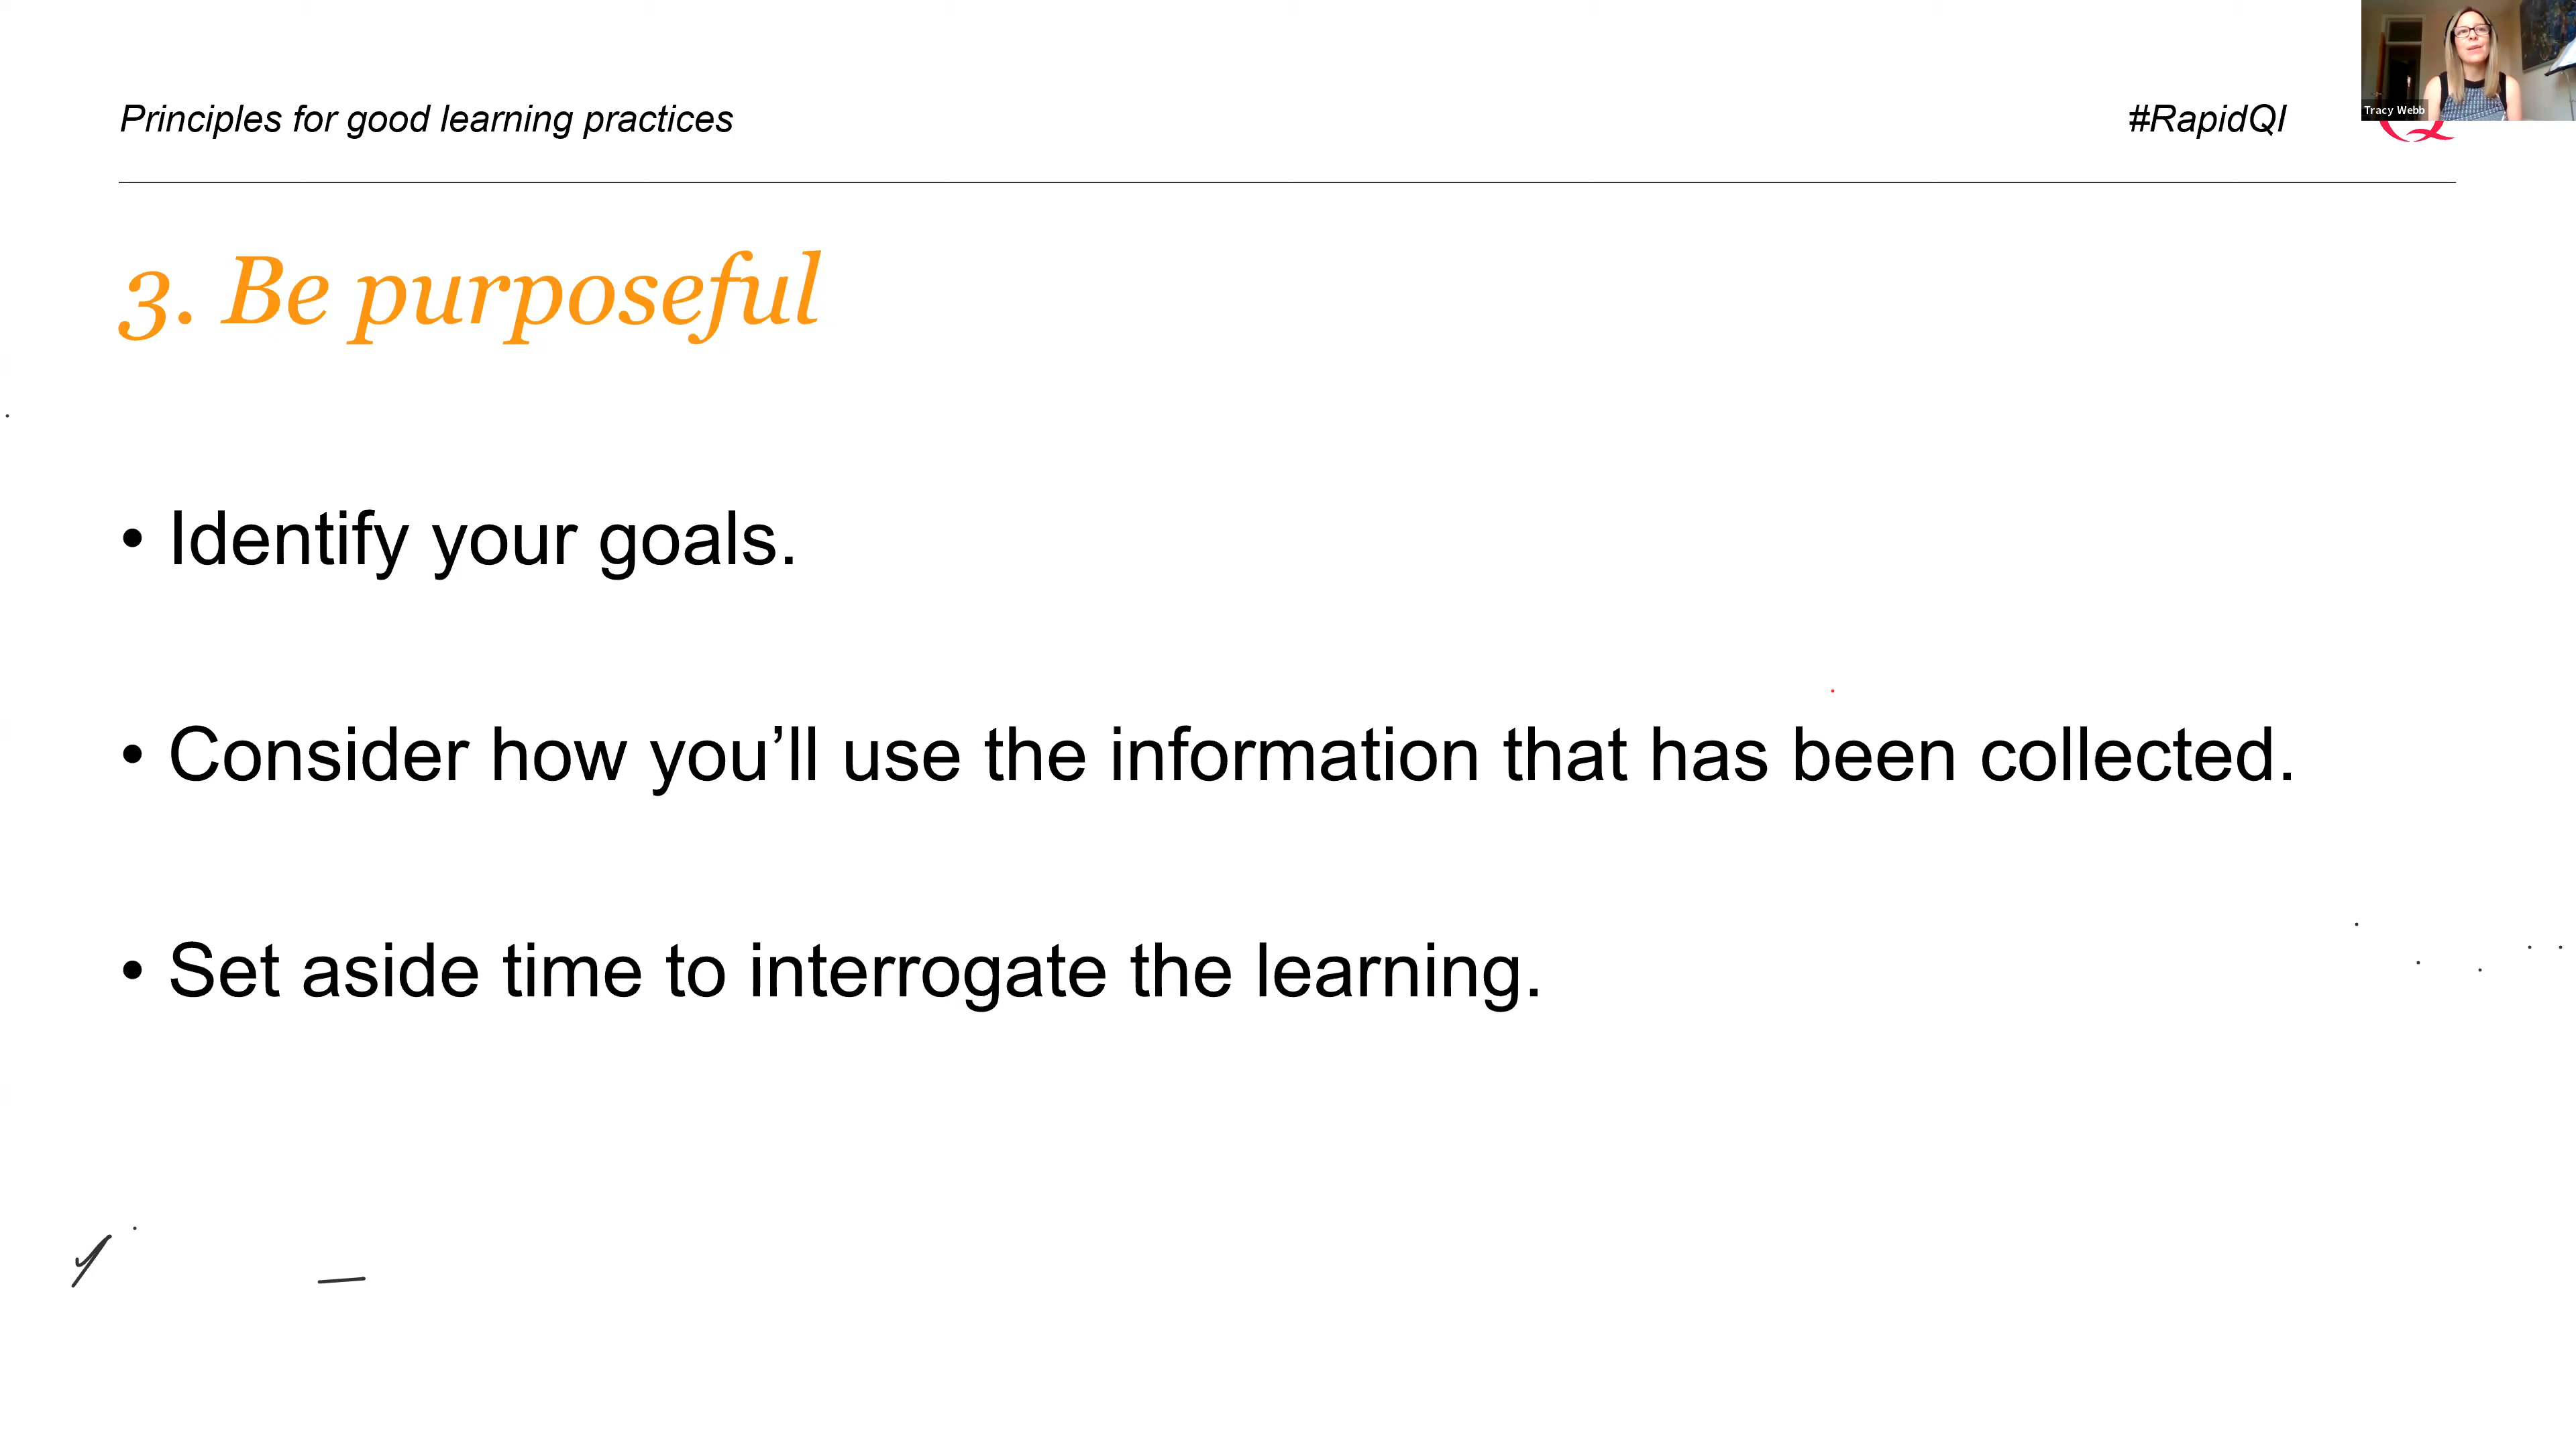 Principles for good learning practices
#RapidQI
Tracy Webb
3. Be purposeful
• Identify your goals.
• Consider how you’ll use the information that has been collected.
• Set aside time to interrogate the learning.